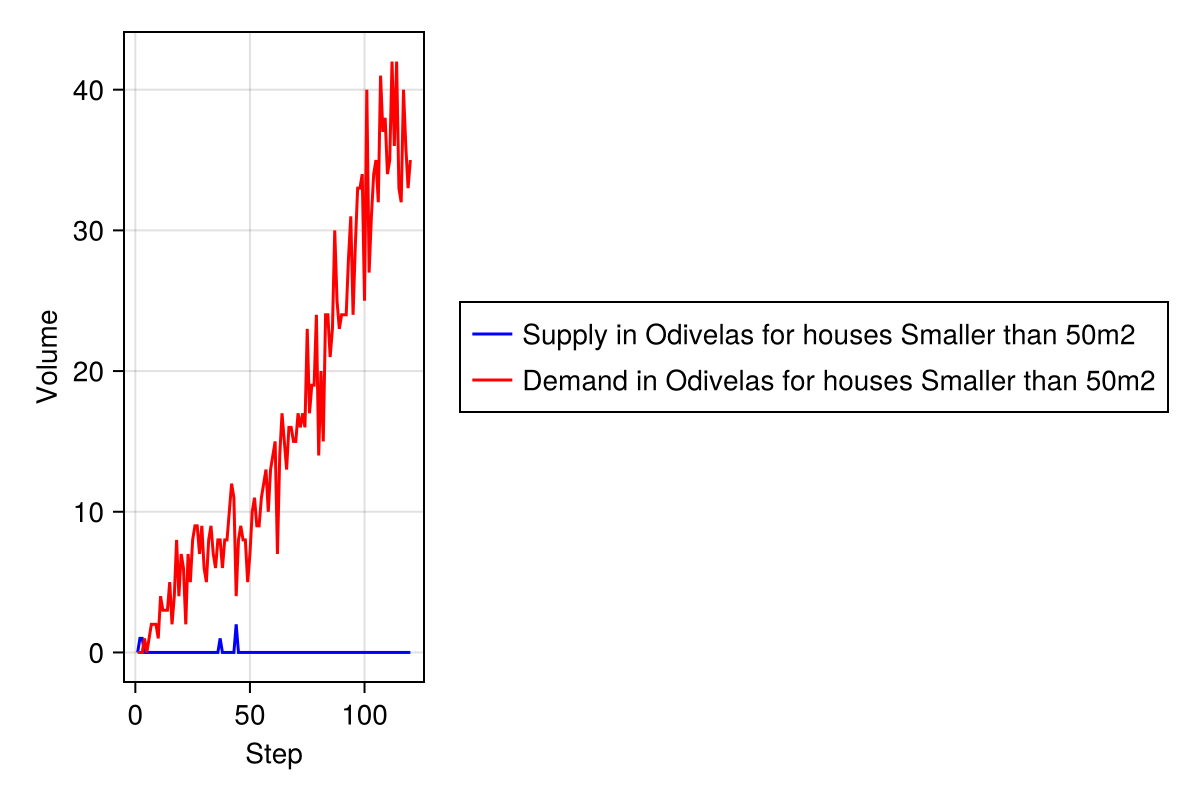 Volume
40
30
20
10
0
0 50 100
Step
Supply in Odivelas for houses Smaller than 50m2
Demand in Odivelas for houses Smaller than 50m2